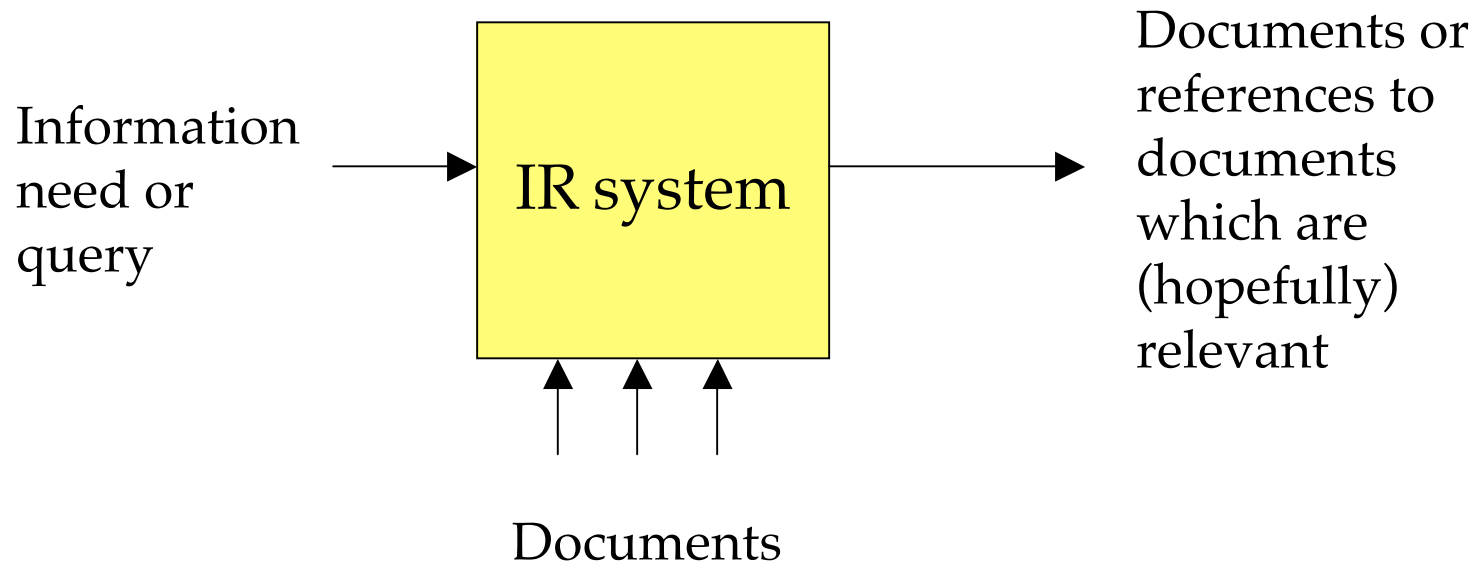 Information
need or
query
IR system
Documents or
references to
documents
which are
(hopefully)
relevant
Documents